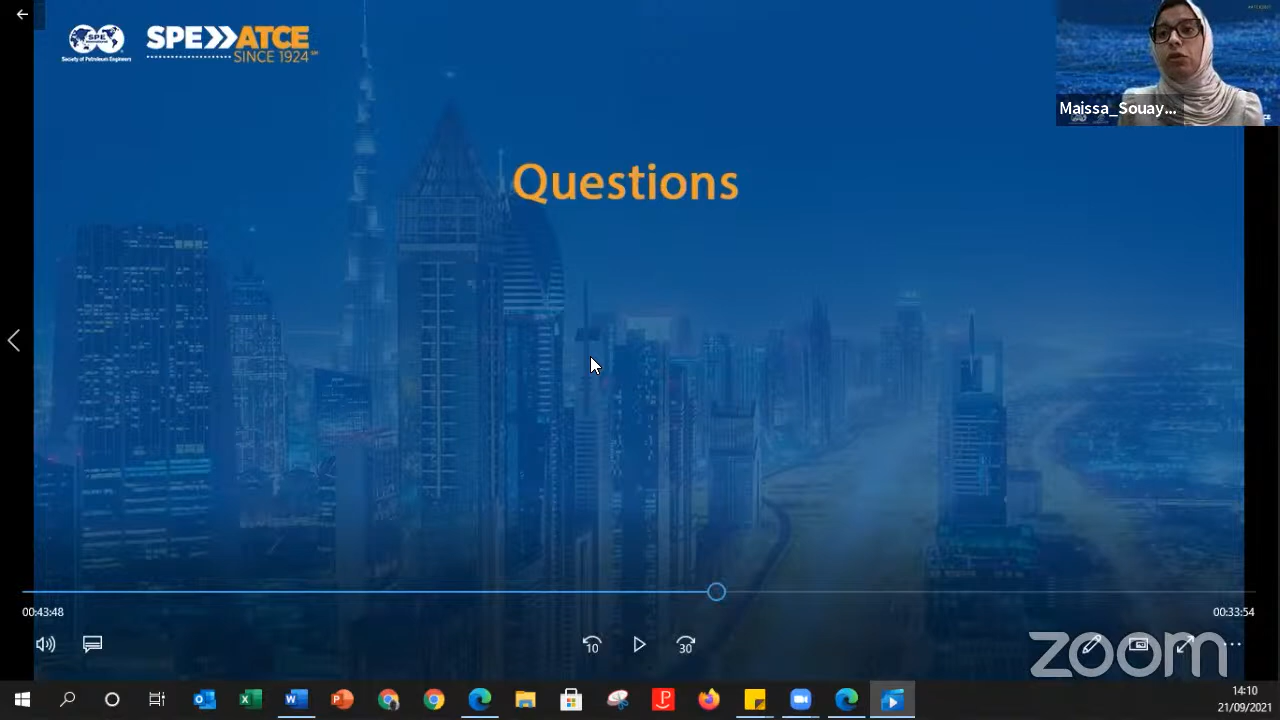 SPE
International
Society of Petroleum Engineers
SPE ATCE
SINCE 1924
Maissa_Souay...
Questions
00:43:48
00:33:54
10
30
zoom
14:10
21/09/2021